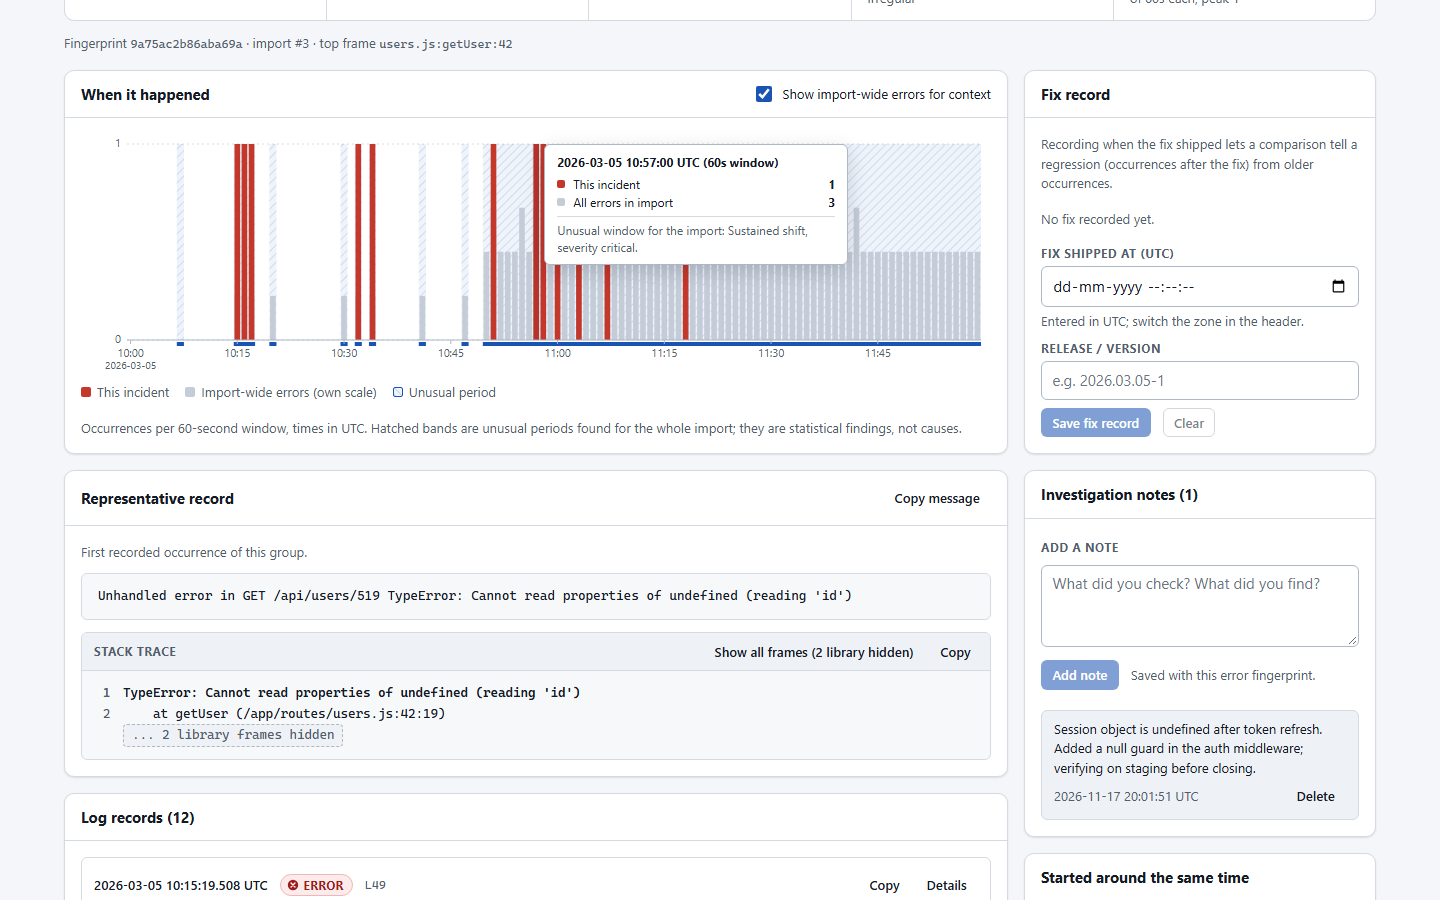 Fingerprint 9a75ac2b86aba69a · import #3 · top frame users.js:getUser:42
When it happened
Show import-wide errors for context
1
0
2026-03-05 10:57:00 UTC (60s window)
This incident 1
All errors in import 3
Unusual window for the import: Sustained shift,
severity critical.
10:00 10:15 10:30 10:45 11:00 11:15 11:30 11:45
2026-03-05
This incident Import-wide errors (own scale) Unusual period
Occurrences per 60-second window, times in UTC. Hatched bands are unusual periods found for the whole import; they are statistical findings, not causes.
Fix record
Recording when the fix shipped lets a comparison tell a
regression (occurrences after the fix) from older
occurrences.
No fix recorded yet.
FIX SHIPPED AT (UTC)
dd-mm-yyyy --:--:--
Entered in UTC; switch the zone in the header.
RELEASE / VERSION
e.g. 2026.03.05-1
Save fix record Clear
Representative record
Copy message
First recorded occurrence of this group.
Unhandled error in GET /api/users/519 TypeError: Cannot read properties of undefined (reading 'id')
STACK TRACE
Show all frames (2 library hidden) Copy
1 TypeError: Cannot read properties of undefined (reading 'id')
2 at getUser (/app/routes/users.js:42:19)
... 2 library frames hidden
Investigation notes (1)
ADD A NOTE
What did you check? What did you find?
Add note Saved with this error fingerprint.
Session object is undefined after token refresh.
Added a null guard in the auth middleware;
verifying on staging before closing.
2026-11-17 20:01:51 UTC Delete
Log records (12)
2026-03-05 10:15:19.508 UTC ERROR L49 Copy Details
Started around the same time